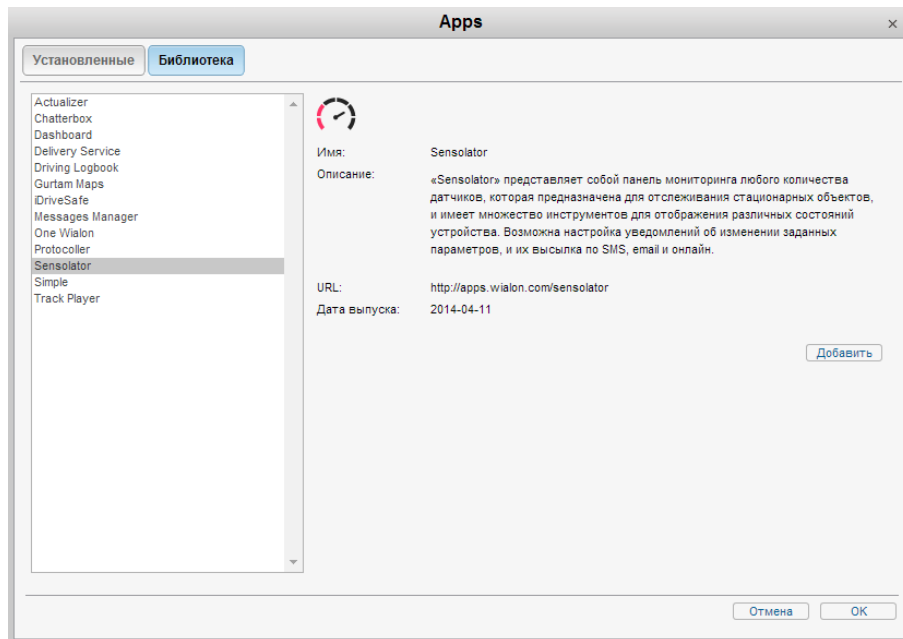 Apps
×
Установленные
Библиотека
Actualizer
Chatterbox
Dashboard
Delivery Service
Driving Logbook
Gurtam Maps
iDriveSafe
Messages Manager
One Wialon
Protocoller
Sensolator
Simple
Track Player
Имя: Sensolator
Описание: «Sensolator» представляет собой панель мониторинга любого количества
датчиков, которая предназначена для отслеживания стационарных объектов,
и имеет множество инструментов для отображения различных состояний
устройства. Возможна настройка уведомлений об изменении заданных
параметров, и их высылка по SMS, email и онлайн.
URL: http://apps.wialon.com/sensolator
Дата выпуска: 2014-04-11
Добавить
Отмена
OK